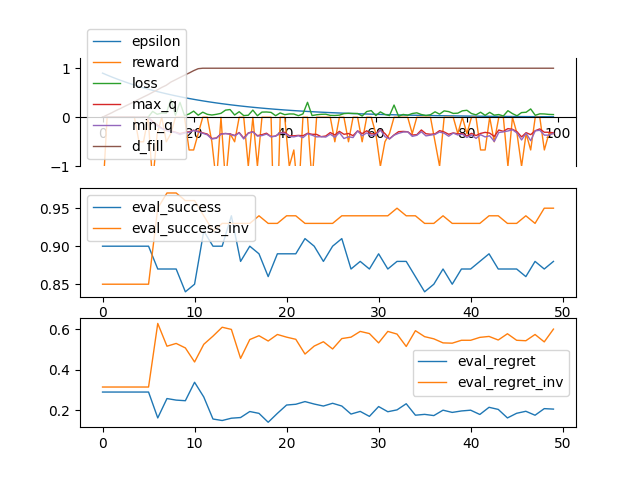 epsilon
reward
loss
max_q
min_q
d_fill
1
0
−1
0 20 40 60 80 100
eval_success
eval_success_inv
0.95
0.90
0.85
0 10 20 30 40 50
eval_regret
eval_regret_inv
0.6
0.4
0.2
0 10 20 30 40 50